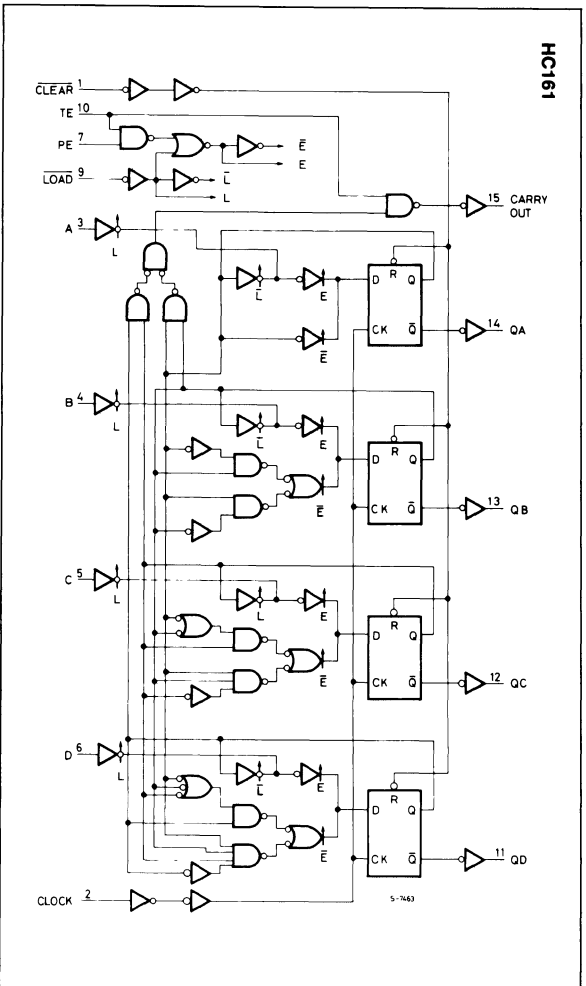 HC161
CLEAR 1
TE 10
PE 7
E̅
E
LOAD 9
L̅
L
15 CARRY OUT
A 3
L
L̅
E
E̅
D R Q
CK Q̅
14 QA
B 4
L
L̅
E
E̅
D R Q
CK Q̅
13 QB
C 5
L
L
E
E̅
D R Q
CK Q̅
12 QC
D 6
L
L̅
E
E̅
D R Q
CK Q̅
11 QD
CLOCK 2
S-7463